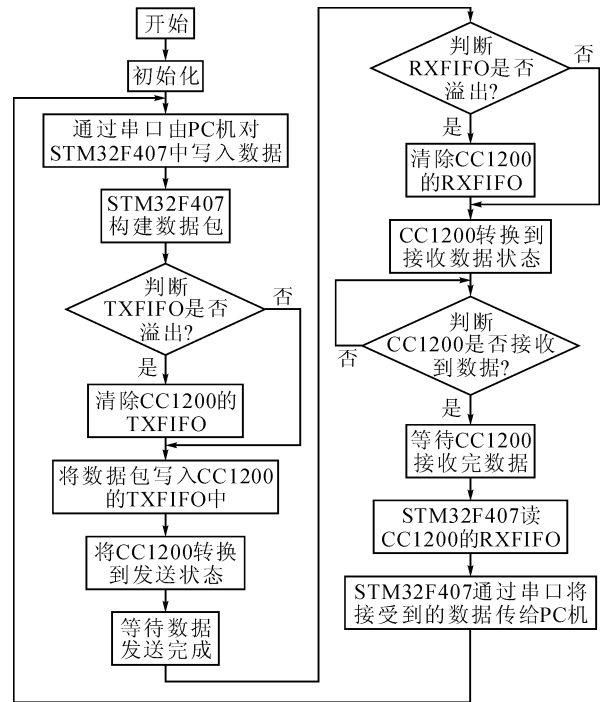 开始
初始化
通过串口由PC机对
STM32F407中写入数据
STM32F407
构建数据包
判断
TXFIFO是否
溢出?
否
是
清除CC1200的
TXFIFO
将数据包写入CC1200
的TXFIFO中
将CC1200转换
到发送状态
等待数据
发送完成
判断
RXFIFO是否
溢出?
否
是
清除CC1200
的RXFIFO
CC1200转换到
接收数据状态
判断
CC1200是否接收
到数据?
否
是
等待CC1200
接收完数据
STM32F407读
CC1200的RXFIFO
STM32F407通过串口将
接受到的数据传给PC机